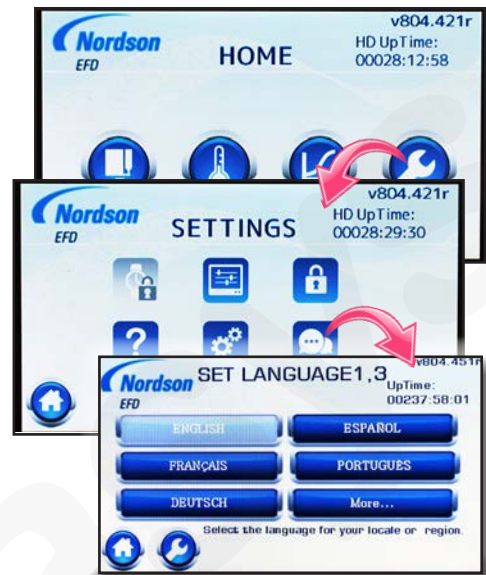 v804.421r
Nordson
EFD
HOME
HD UpTime:
00028:12:58
v804.421r
Nordson
EFD
SETTINGS
HD UpTime:
00028:29:30
?
v804.451r
Nordson
EFD
SET LANGUAGE1,3
UpTime:
00237:58:01
ENGLISH
ESPAÑOL
FRANÇAIS
PORTUGUÊS
DEUTSCH
More...
Select the language for your locale or region.